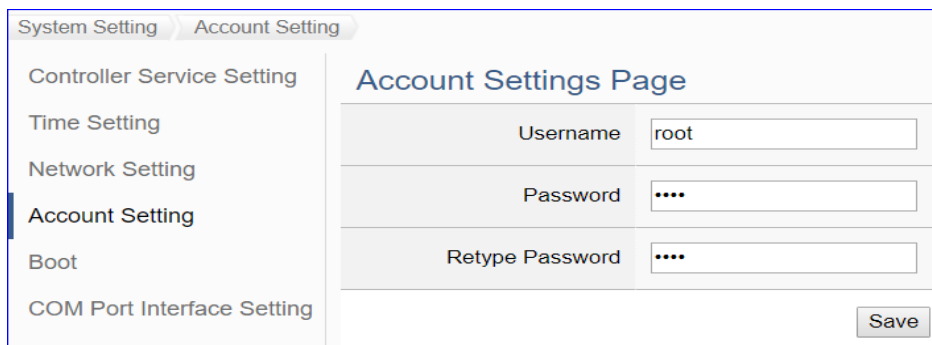 System Setting Account Setting
Controller Service Setting
Time Setting
Network Setting
Account Setting
Boot
COM Port Interface Setting
Account Settings Page
Username root
Password ••••
Retype Password ••••
Save